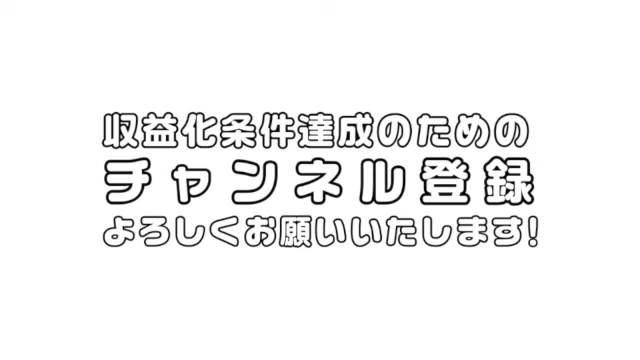 収益化条件達成のための
チャンネル登録
よろしくお願いいたします!